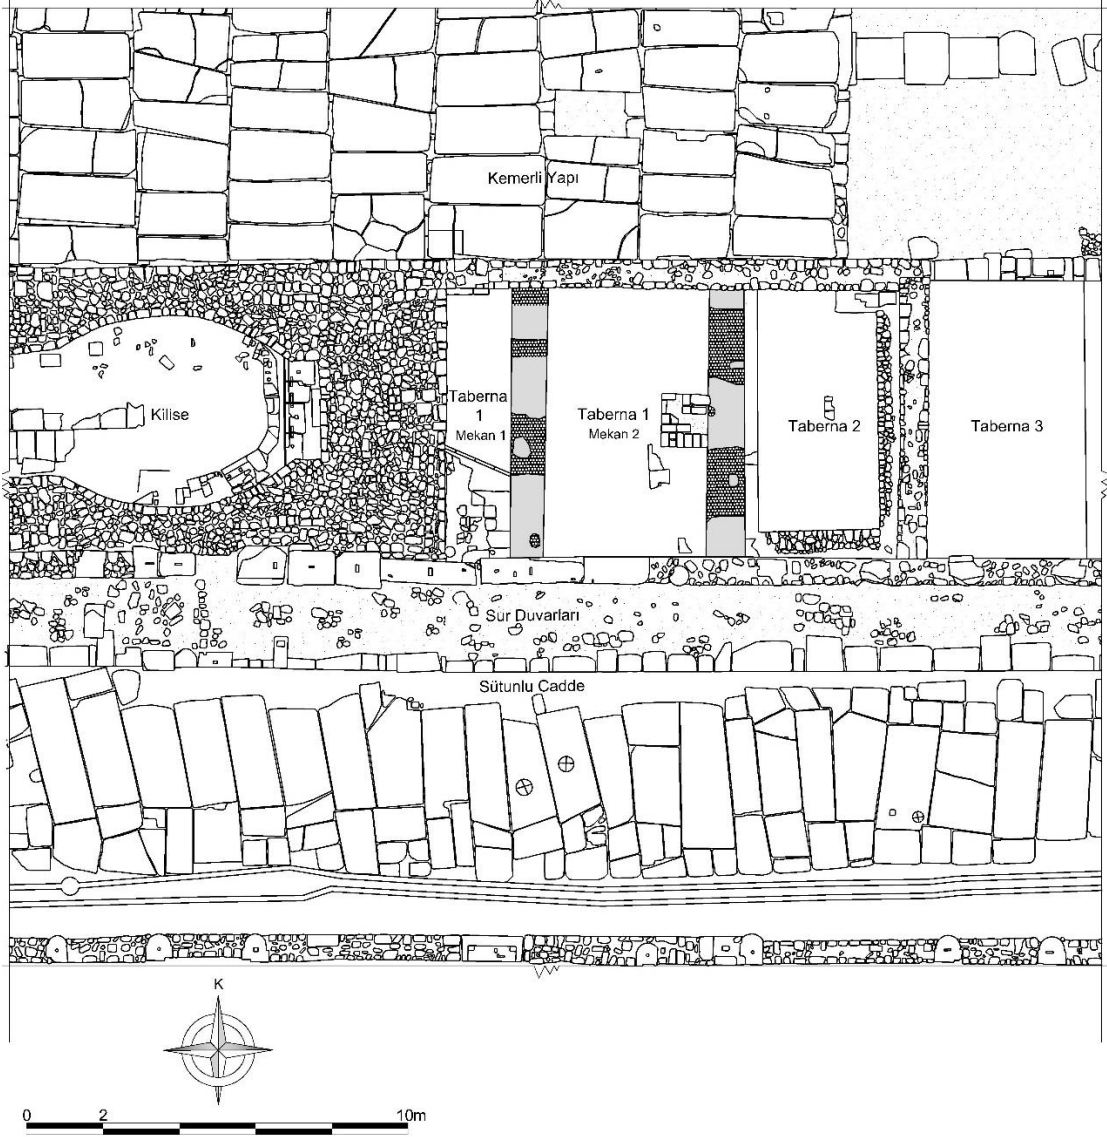 Kemerli Yapı
Kilise
Taberna
1
Mekan 1
Taberna 1
Mekan 2
Taberna 2
Taberna 3
Sur Duvarları
Sütunlu Cadde
K
0 2 10m